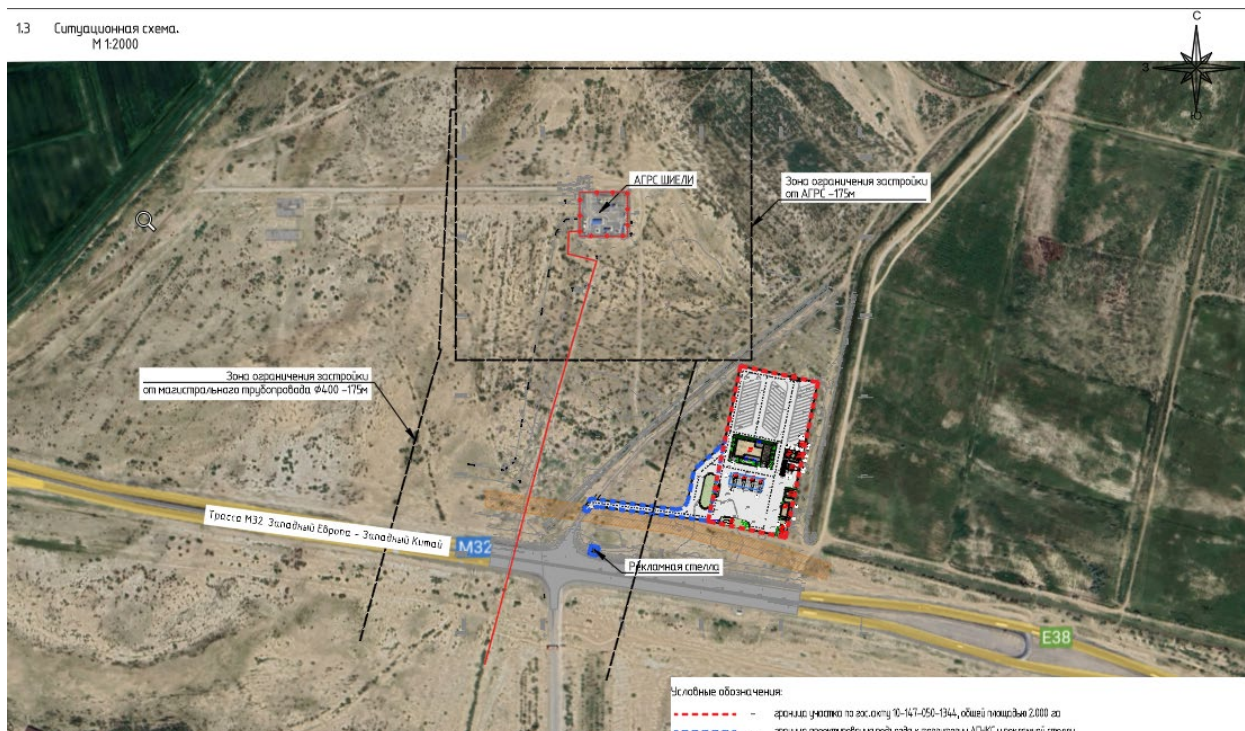 1.3 Ситуационная схема.
М 1:2000
С
З
Ю
АГРС ШИЕЛИ
Зона ограничения застройки
от АГРС -175м
Зона ограничения застройки
от магистрального трубопровода Ф400 -175м
Трасса М32 Западный Европа - Западный Китай
M32
Рекламная стелла
E38
Условные обозначения:
- граница участка по гос.акту 10-147-050-1344, общей площадью 2.000 га